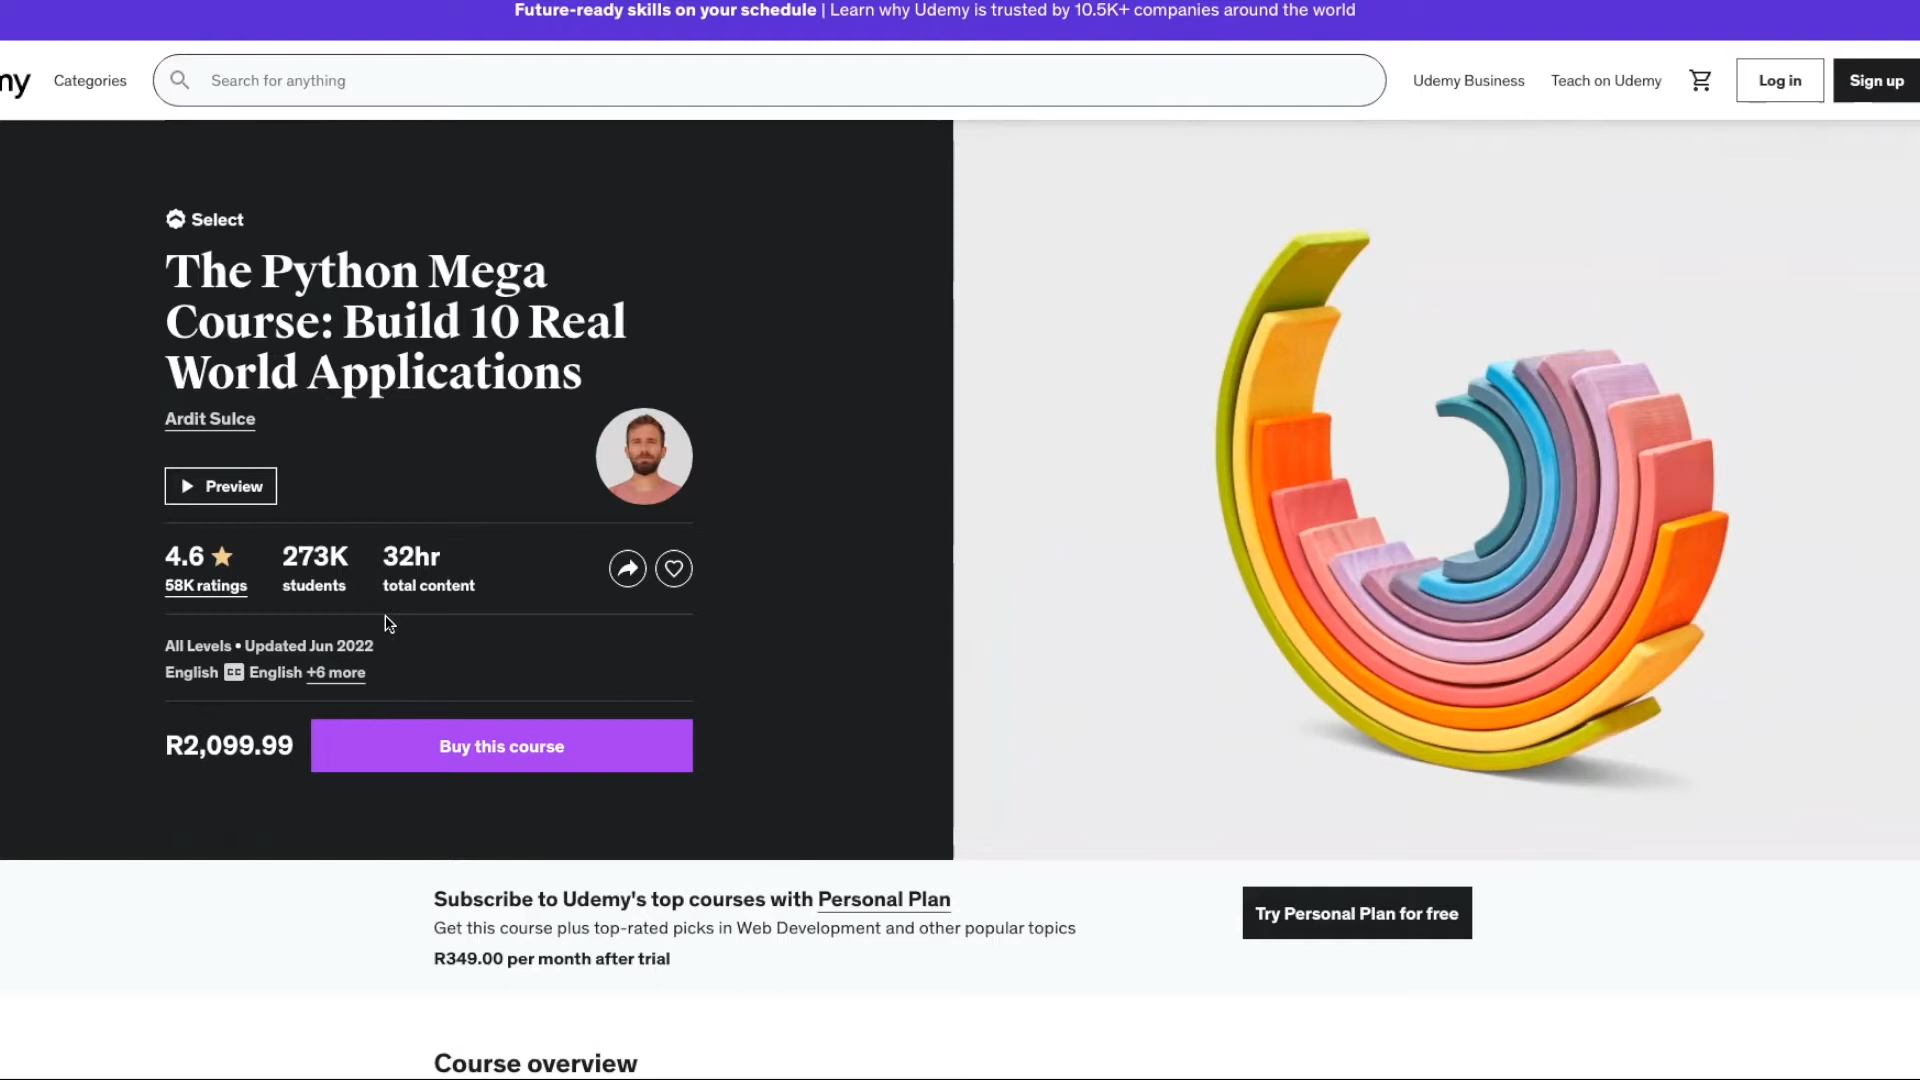 Future-ready skills on your schedule | Learn why Udemy is trusted by 10.5K+ companies around the world
my Categories Search for anything Udemy Business Teach on Udemy Log in Sign up
Select
The Python Mega
Course: Build 10 Real
World Applications
Ardit Sulce
Preview
4.6 273K 32hr
58K ratings students total content
All Levels • Updated Jun 2022
English CC English +6 more
R2,099.99 Buy this course
Subscribe to Udemy's top courses with Personal Plan
Get this course plus top-rated picks in Web Development and other popular topics
R349.00 per month after trial
Try Personal Plan for free
Course overview